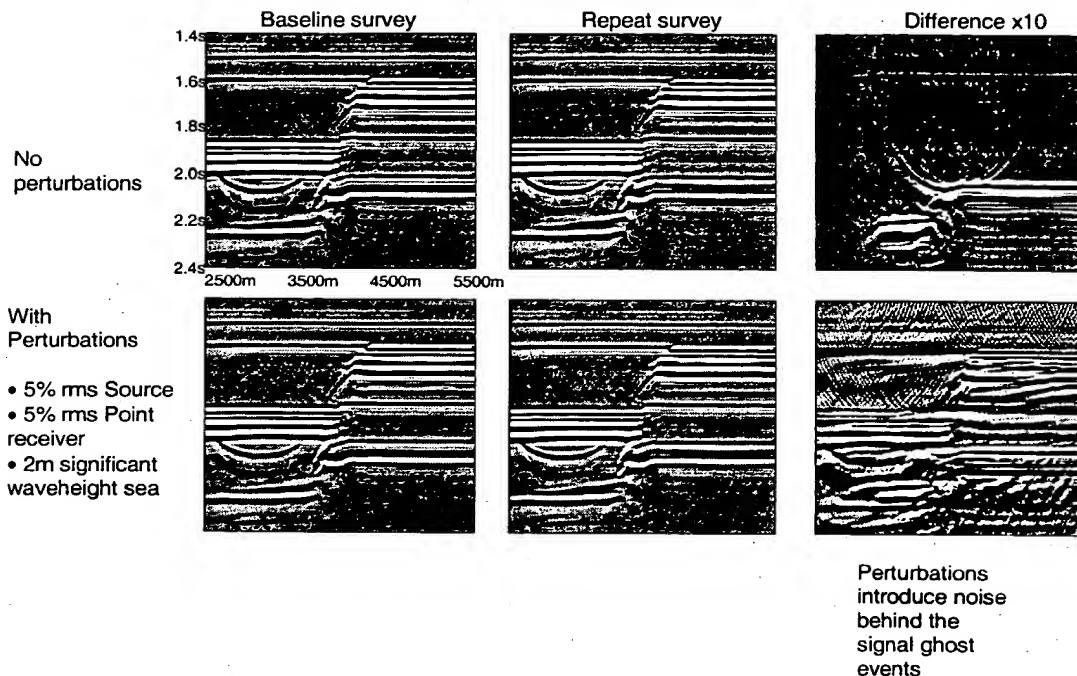 Baseline survey
Repeat survey
Difference x10
1.4s
1.6s
1.8s
2.0s
2.2s
2.4s
No
perturbations
2500m 3500m 4500m 5500m
With
Perturbations
• 5% rms Source
• 5% rms Point
receiver
• 2m significant
waveheight sea
Perturbations
introduce noise
behind the
signal ghost
events